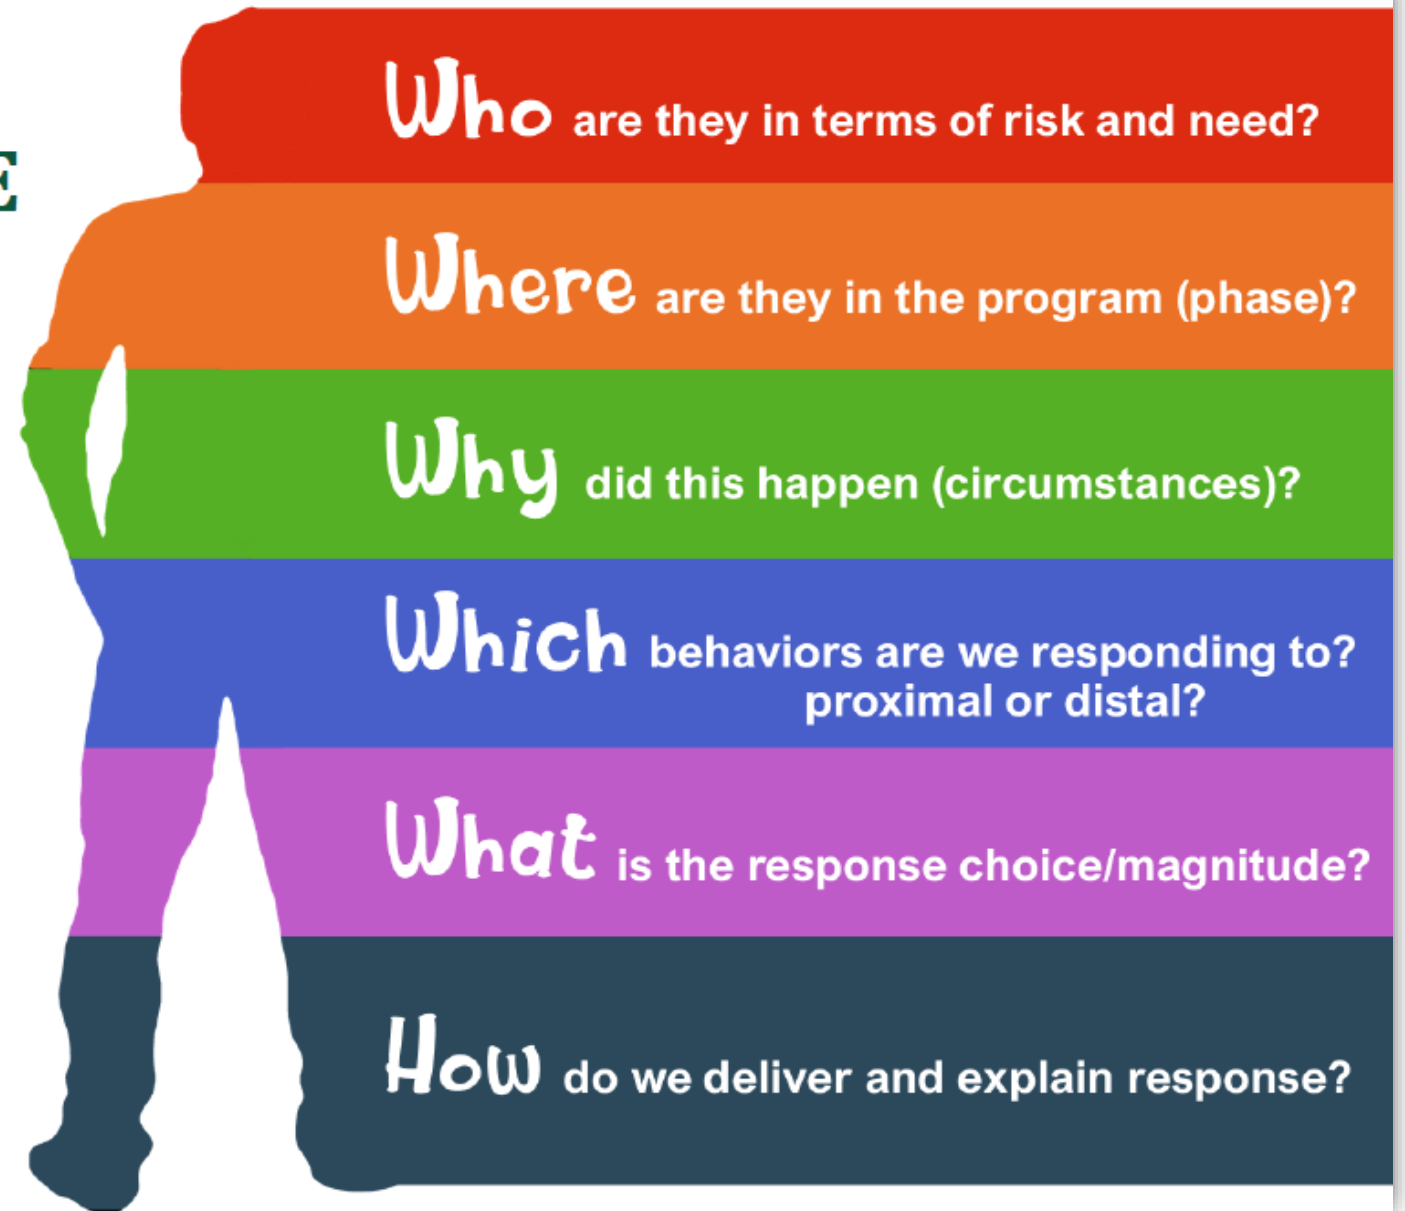 E
Who are they in terms of risk and need?
Where are they in the program (phase)?
Why did this happen (circumstances)?
Which behaviors are we responding to?
proximal or distal?
What is the response choice/magnitude?
How do we deliver and explain response?